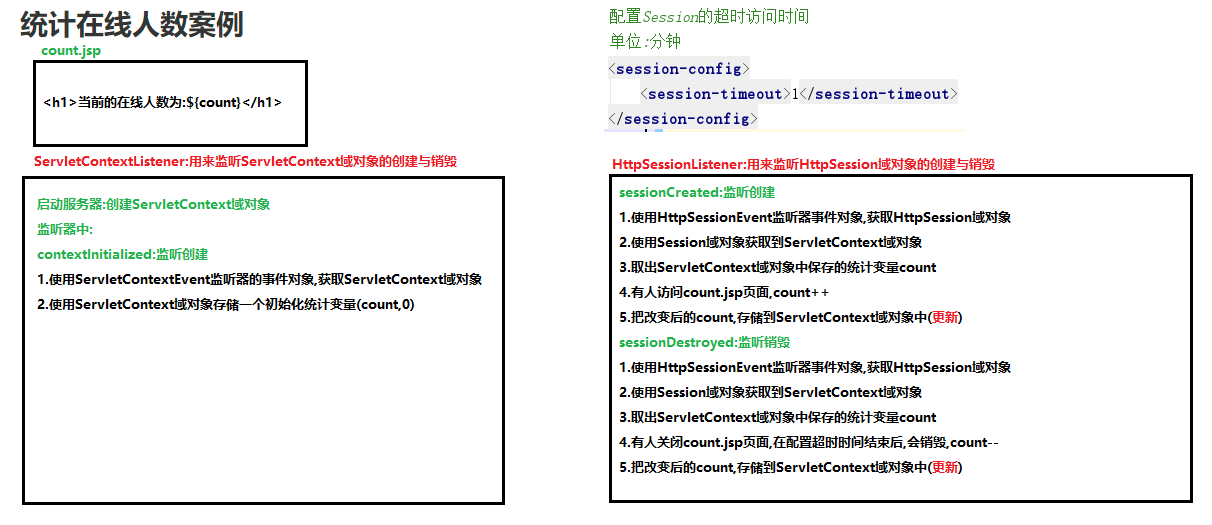 统计在线人数案例
count.jsp
<h1>当前的在线人数为:${count}</h1>
ServletContextListener:用来监听ServletContext域对象的创建与销毁
启动服务器:创建ServletContext域对象
监听器中:
contextInitialized:监听创建
1.使用ServletContextEvent监听器的事件对象,获取ServletContext域对象
2.使用ServletContext域对象存储一个初始化统计变量(count,0)
配置Session的超时访问时间
单位:分钟
<session-config>
<session-timeout>1</session-timeout>
</session-config>
HttpSessionListener:用来监听HttpSession域对象的创建与销毁
sessionCreated:监听创建
1.使用HttpSessionEvent监听器事件对象,获取HttpSession域对象
2.使用Session域对象获取到ServletContext域对象
3.取出ServletContext域对象中保存的统计变量count
4.有人访问count.jsp页面,count++
5.把改变后的count,存储到ServletContext域对象中(更新)
sessionDestroyed:监听销毁
1.使用HttpSessionEvent监听器事件对象,获取HttpSession域对象
2.使用Session域对象获取到ServletContext域对象
3.取出ServletContext域对象中保存的统计变量count
4.有人关闭count.jsp页面,在配置超时时间结束后,会销毁,count--
5.把改变后的count,存储到ServletContext域对象中(更新)